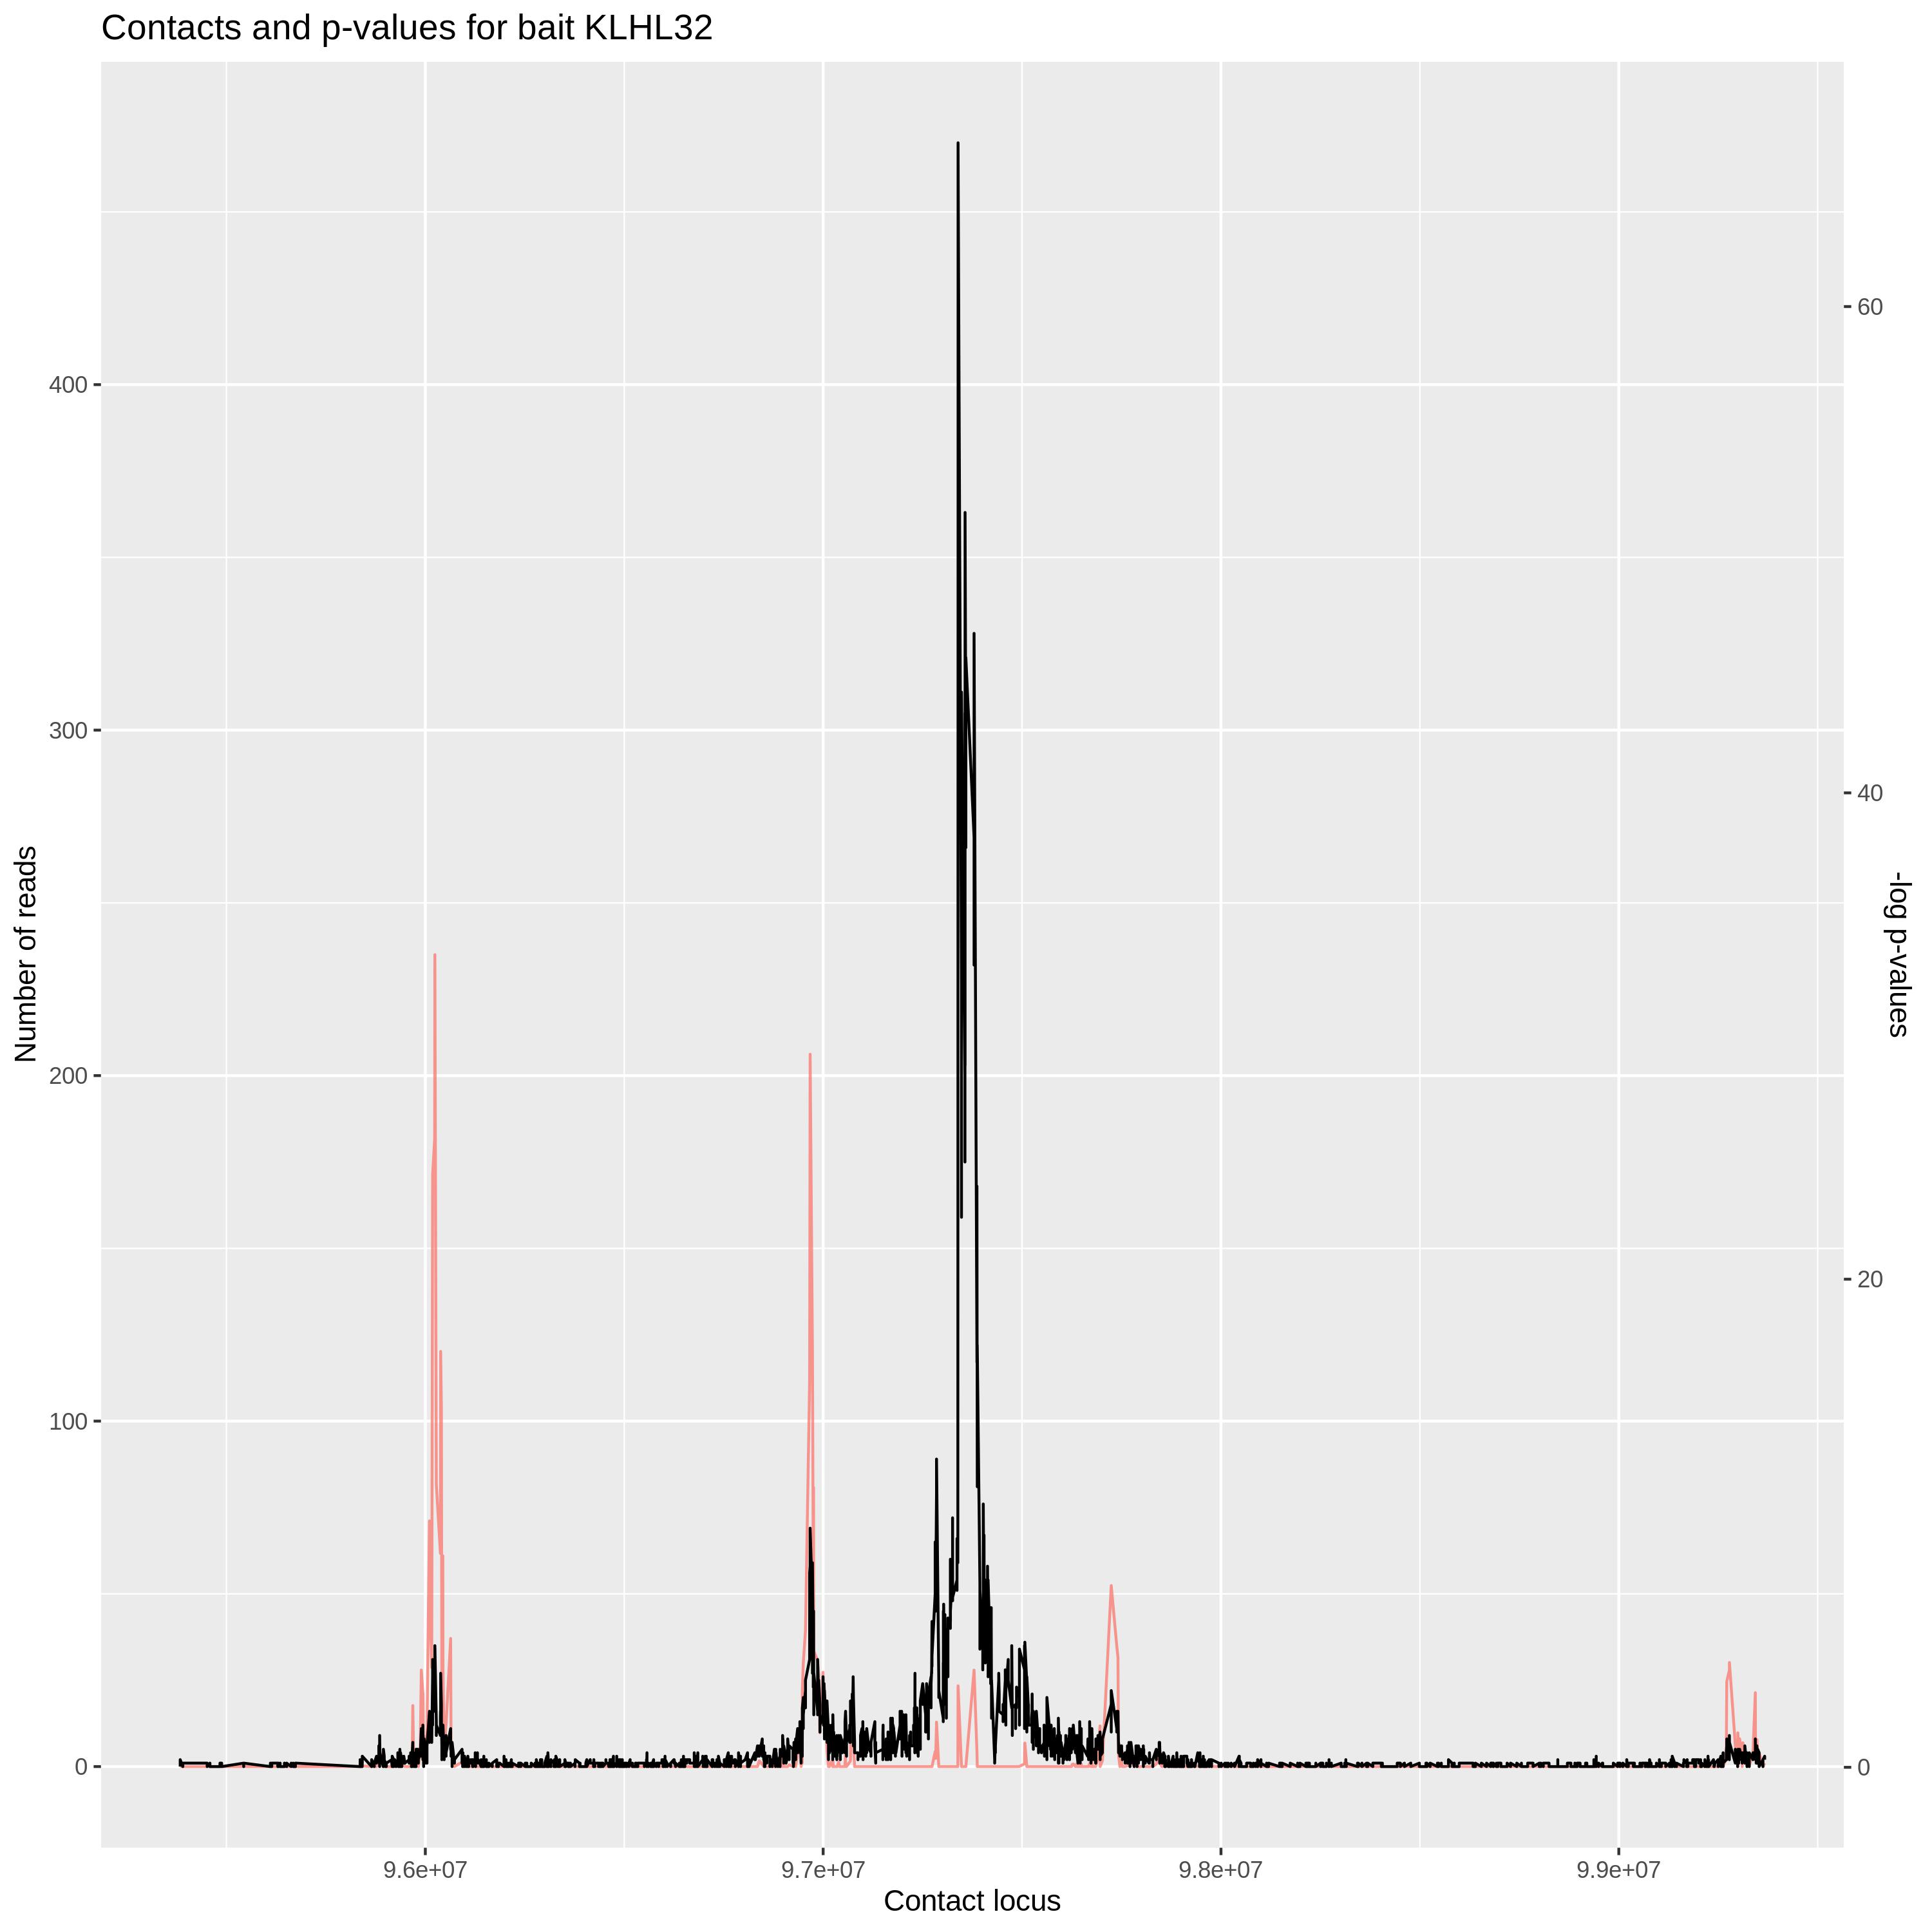 Contacts and p-values for bait KLHL32
Number of reads
400
300
200
100
0
60
40
20
0
-log p-values
9.6e+07
9.7e+07
9.8e+07
9.9e+07
Contact locus